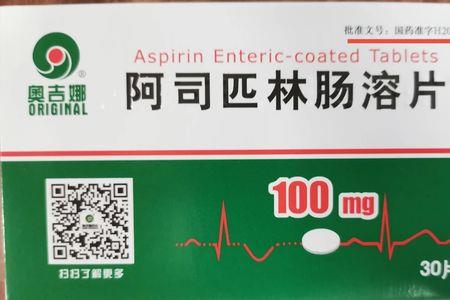 批准文号：国药准字H20
Aspirin Enteric-coated Tablets
阿司匹林肠溶片
奥吉娜
ORIGINAL
®
100 mg
扫扫了解更多
30片